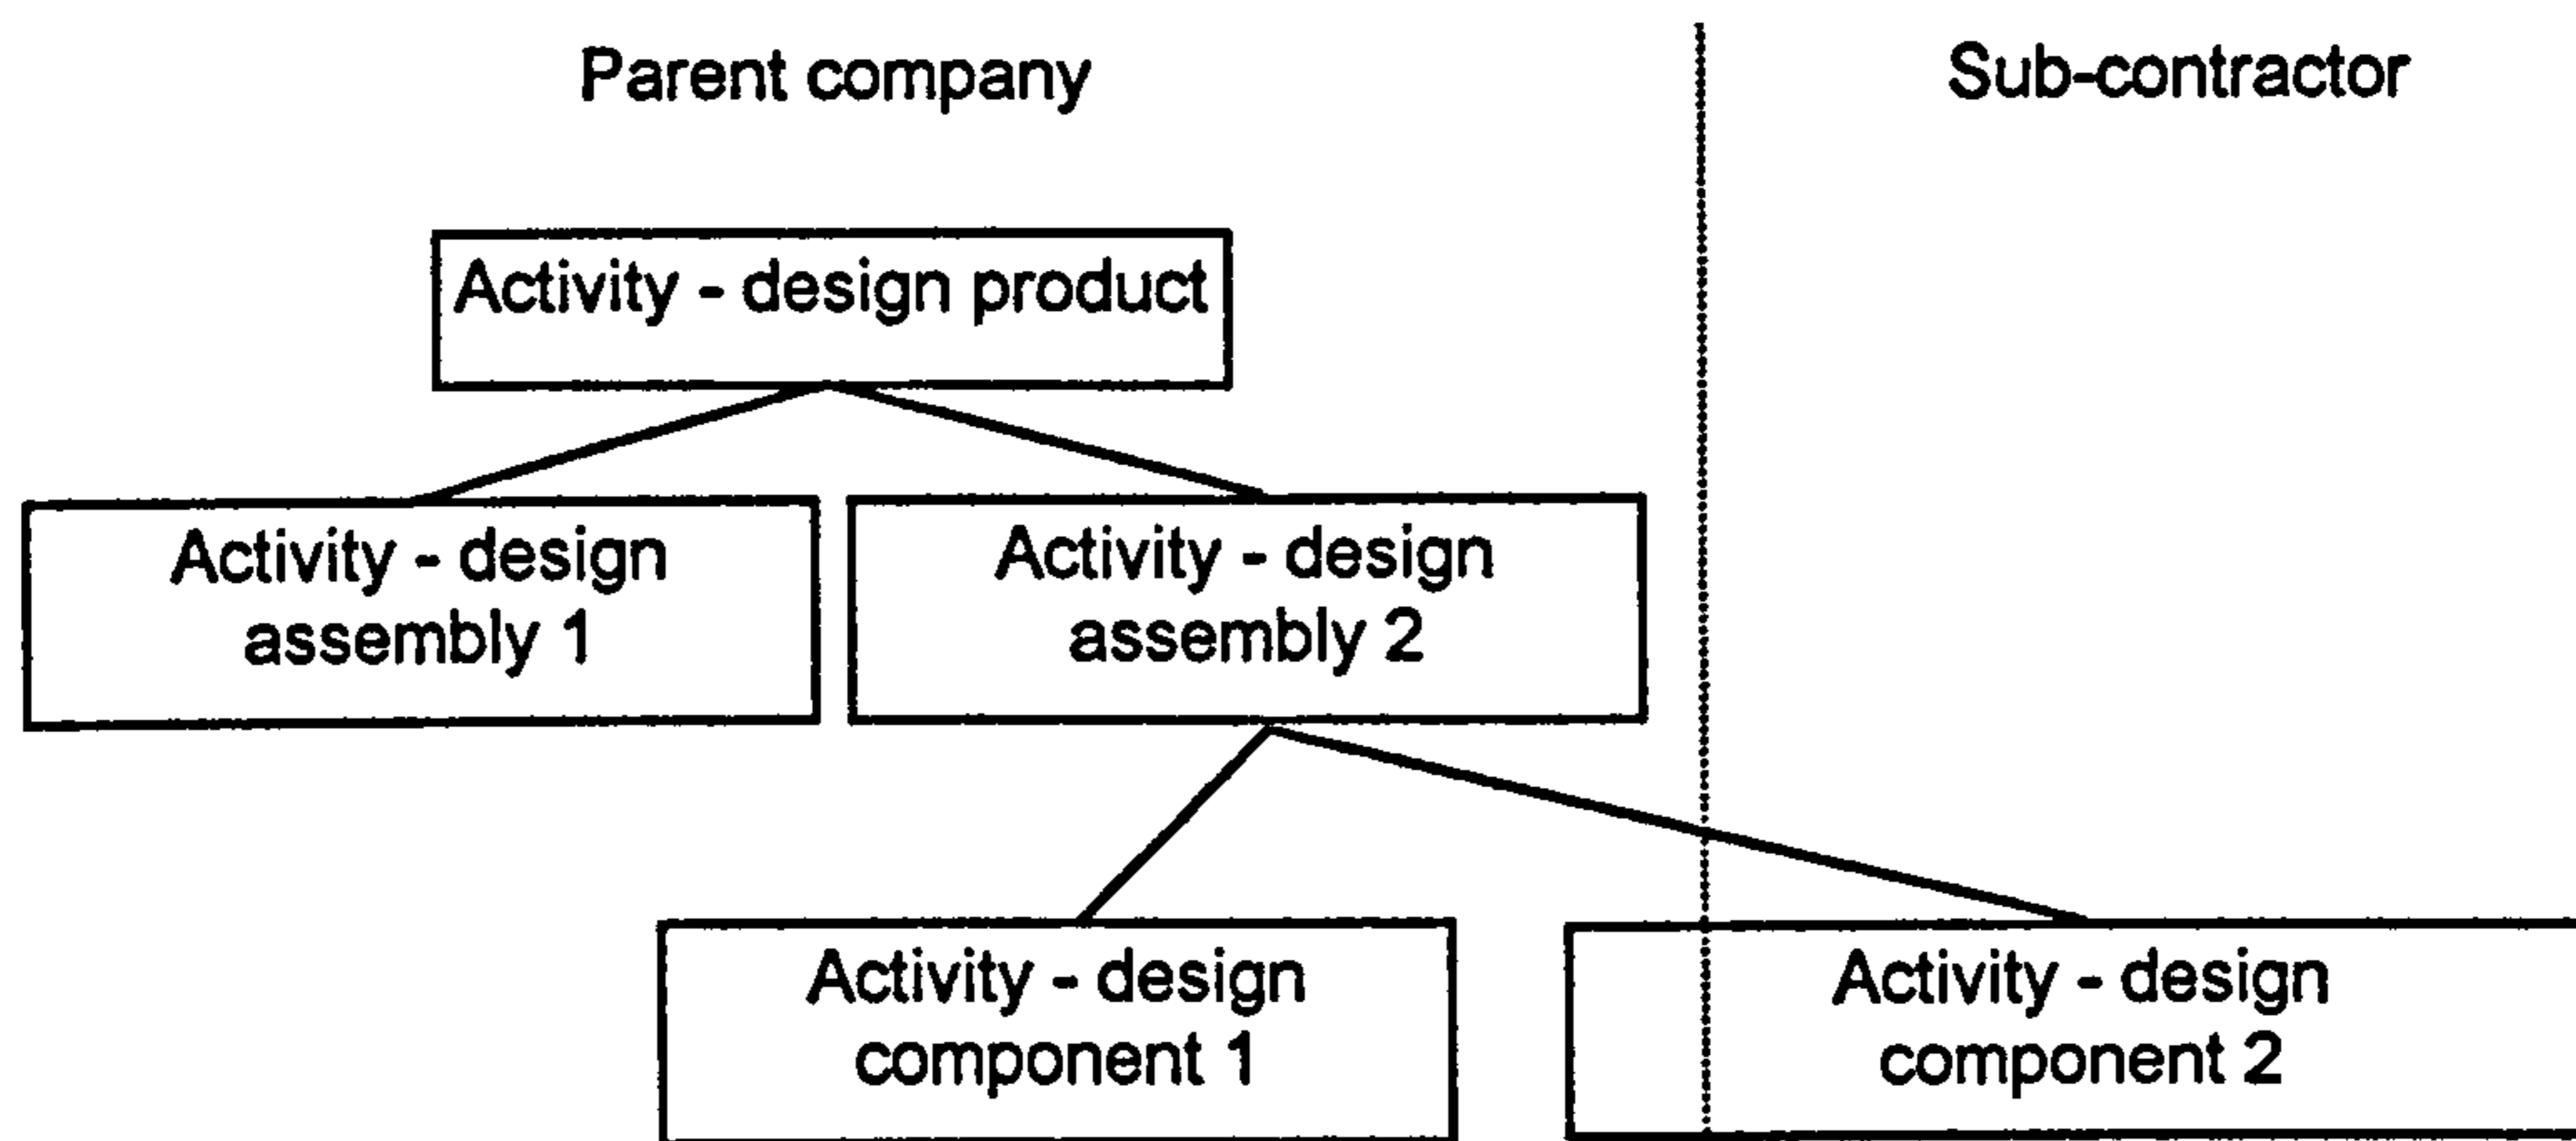 Parent company
Sub-contractor
Activity - design product
Activity - design
assembly 1
Activity - design
assembly 2
Activity - design
component 1
Activity - design
component 2